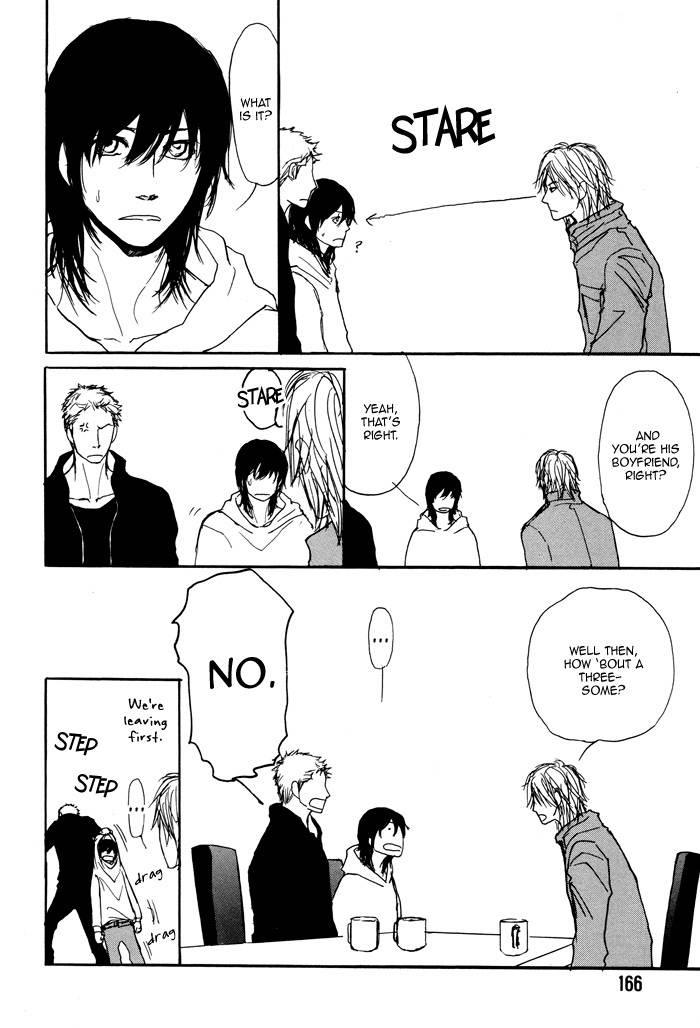 STARE
?
WHAT
IS IT?
AND
YOU'RE HIS
BOYFRIEND,
RIGHT?
YEAH,
THAT'S
RIGHT.
STARE
WELL THEN,
HOW 'BOUT A
THREE-
SOME?
...
NO.
We're
leaving
first.
STEP
STEP
...
drag
drag
166